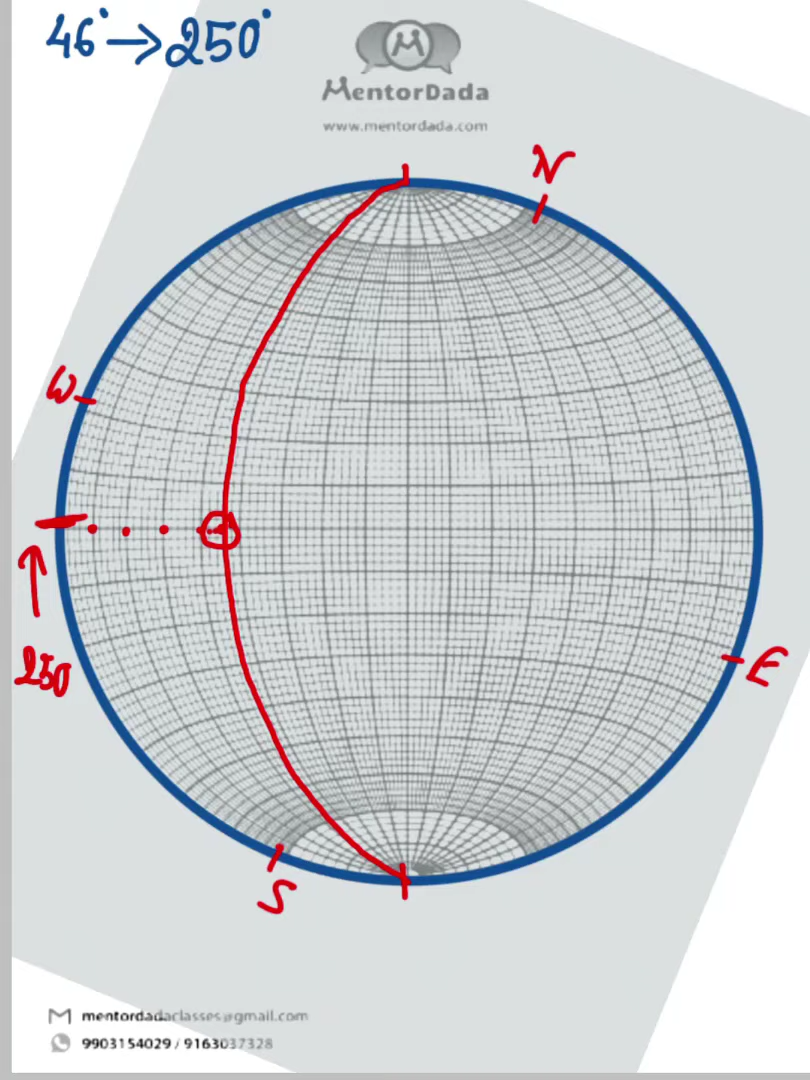 46° → 250°
MentorDada
www.mentordada.com
N
W
250
E
S
mentordadaclasses@gmail.com
9903154029 / 9163037328